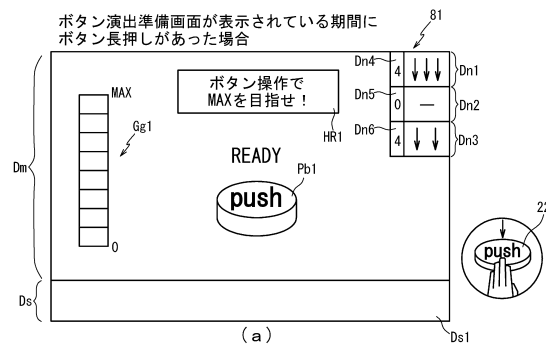 ボタン演出準備画面が表示されている期間に
ボタン長押しがあった場合
81
MAX
Gg1
0
ボタン操作で
MAXを目指せ！
HR1
READY
Pb1
push
Dn4
4
Dn1
Dn5
0
Dn2
Dn6
4
Dn3
Dm
Ds
Ds1
push
(a)